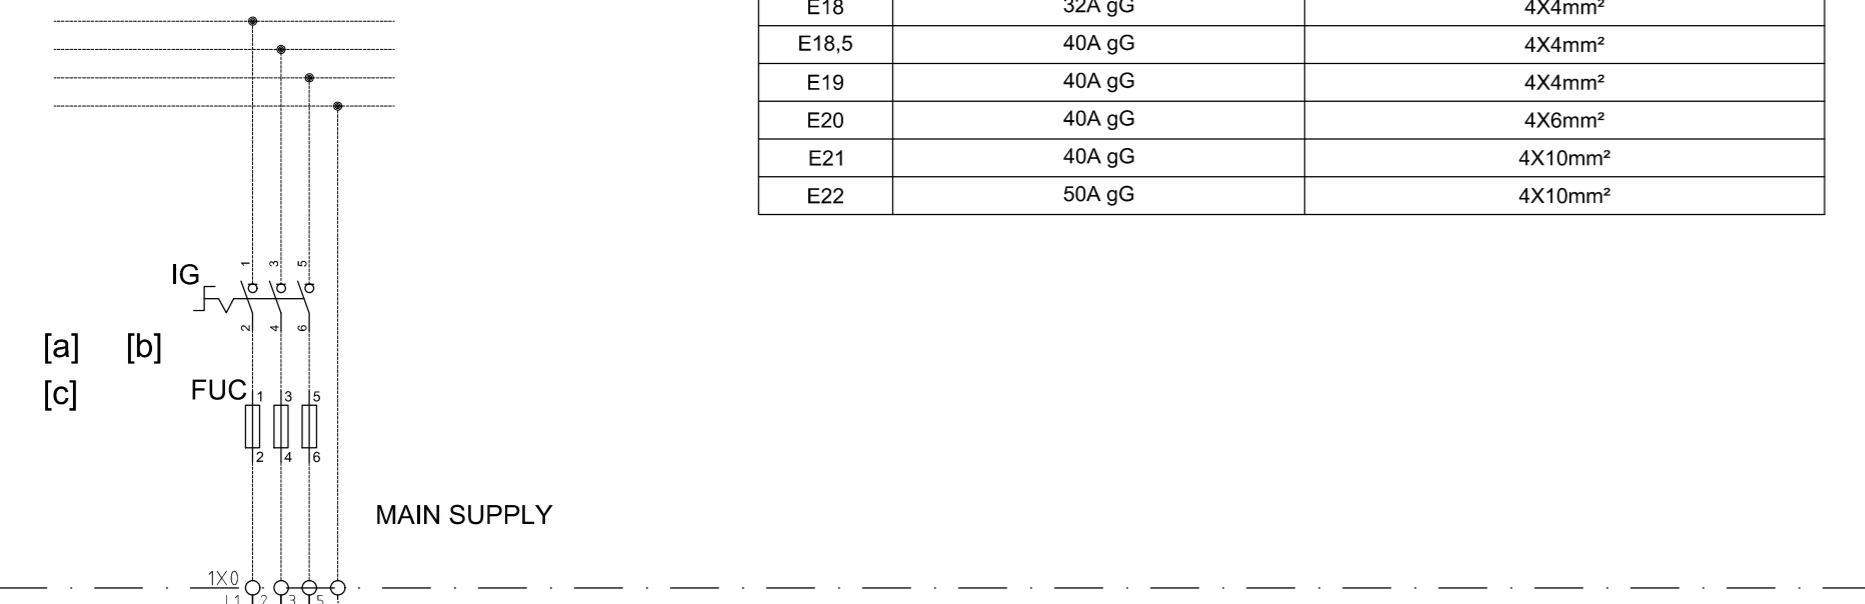 E18 32A gG 4X4mm²
E18,5 40A gG 4X4mm²
E19 40A gG 4X4mm²
E20 40A gG 4X6mm²
E21 40A gG 4X10mm²
E22 50A gG 4X10mm²
1 3 5
IG
2 4 6
[a] [b]
[c]
FUC 1 3 5
2 4 6
MAIN SUPPLY
1X0
L1 2 3 5